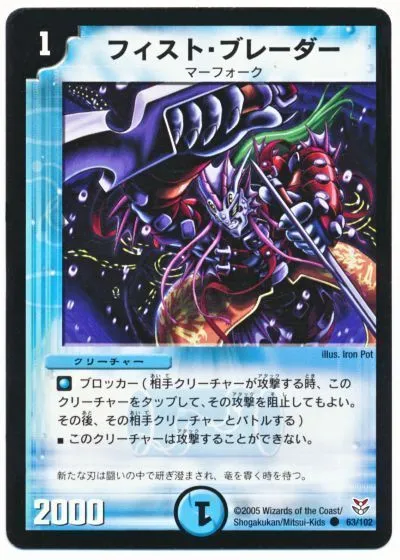 1
フィスト・ブレーダー
マーフォーク
illus. Iron Pot
クリーチャー
ブロッカー(相手クリーチャーが攻撃する時、この
クリーチャーをタップして、その攻撃を阻止してもよい。
その後、その相手クリーチャーとバトルする)
■ このクリーチャーは攻撃することができない。
新たな刃は闘いの中で研ぎ澄まされ、竜を貫く時を待つ。
2000
1
©2005 Wizards of the Coast/
Shogakukan/Mitsui-Kids ● 63/102